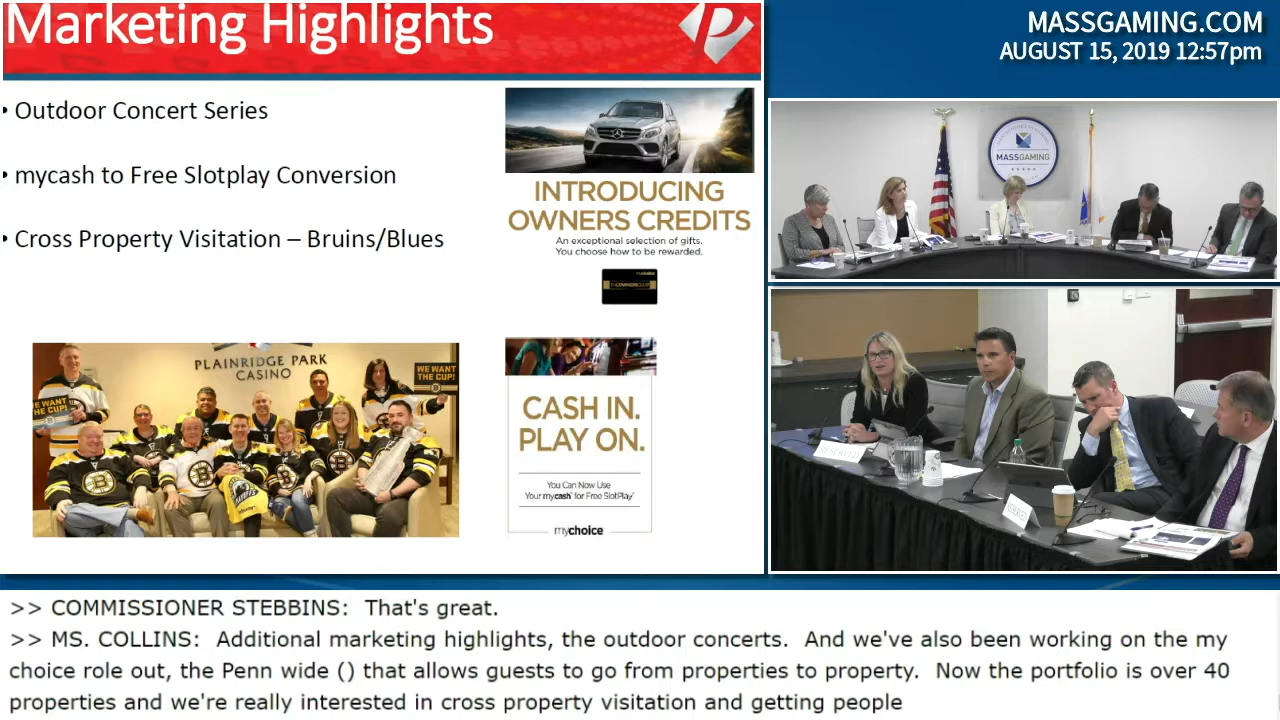 Marketing Highlights
• Outdoor Concert Series
• mycash to Free Slotplay Conversion
• Cross Property Visitation – Bruins/Blues
INTRODUCING
OWNERS CREDITS
An exceptional selection of gifts.
You choose how to be rewarded.
mychoice
PLAINRIDGE PARK
CASINO
WE WANT
THE CUP!
WE WANT
THE CUP!
CASH IN.
PLAY ON.
You Can Now Use
Your mycash for Free SlotPlay
mychoice
MASSGAMING.COM
AUGUST 15, 2019 12:57pm
MASSGAMING
RESERVED
>> COMMISSIONER STEBBINS:  That's great.
>> MS. COLLINS:  Additional marketing highlights, the outdoor concerts.  And we've also been working on the my
choice role out, the Penn wide () that allows guests to go from properties to property.  Now the portfolio is over 40
properties and we're really interested in cross property visitation and getting people